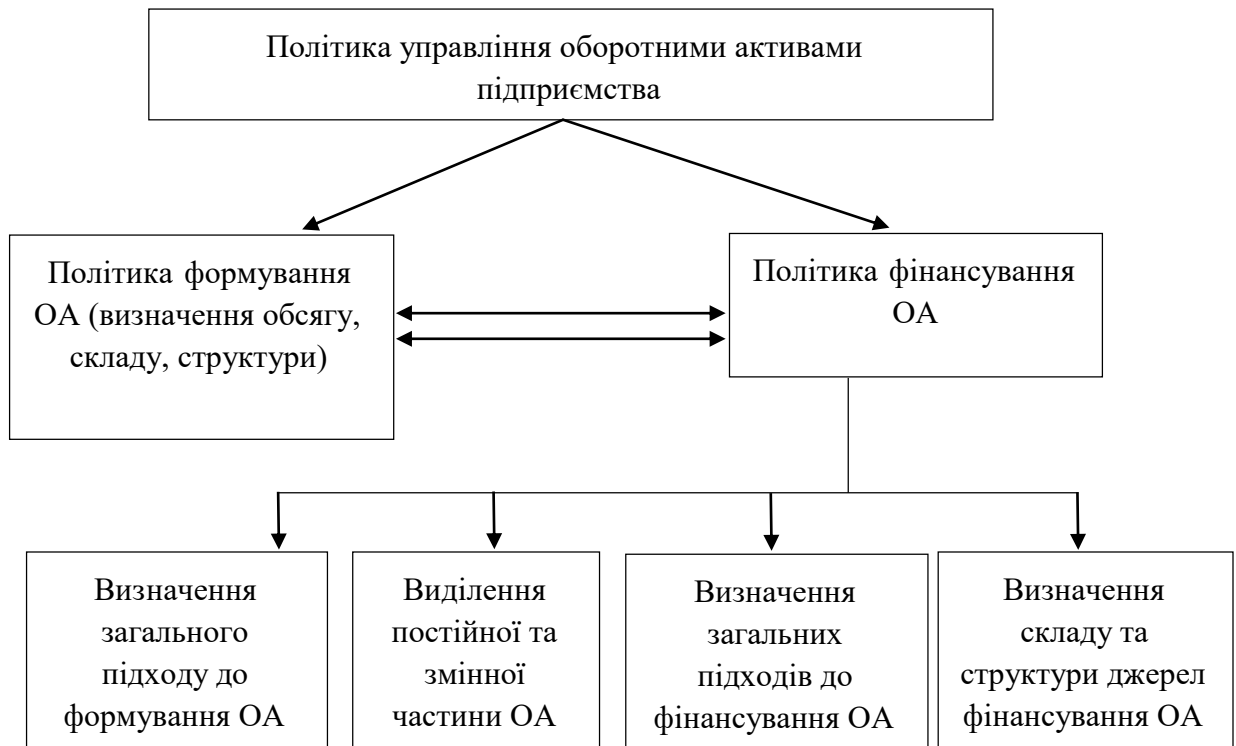 Політика управління оборотними активами
підприємства
Політика формування
ОА (визначення обсягу,
складу, структури)
Політика фінансування
ОА
Визначення
загального
підходу до
формування ОА
Виділення
постійної та
змінної
частини ОА
Визначення
загальних
підходів до
фінансування ОА
Визначення
складу та
структури джерел
фінансування ОА